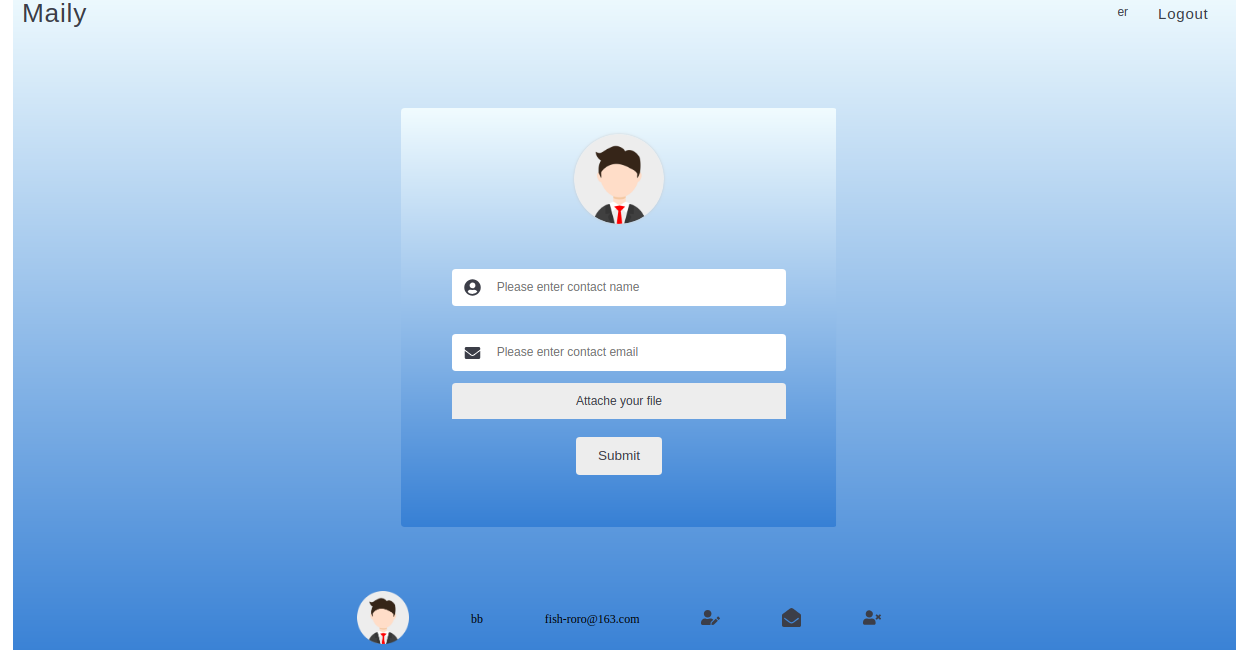 Maily
er
Logout
Please enter contact name
Please enter contact email
Attache your file
Submit
bb
fish-roro@163.com